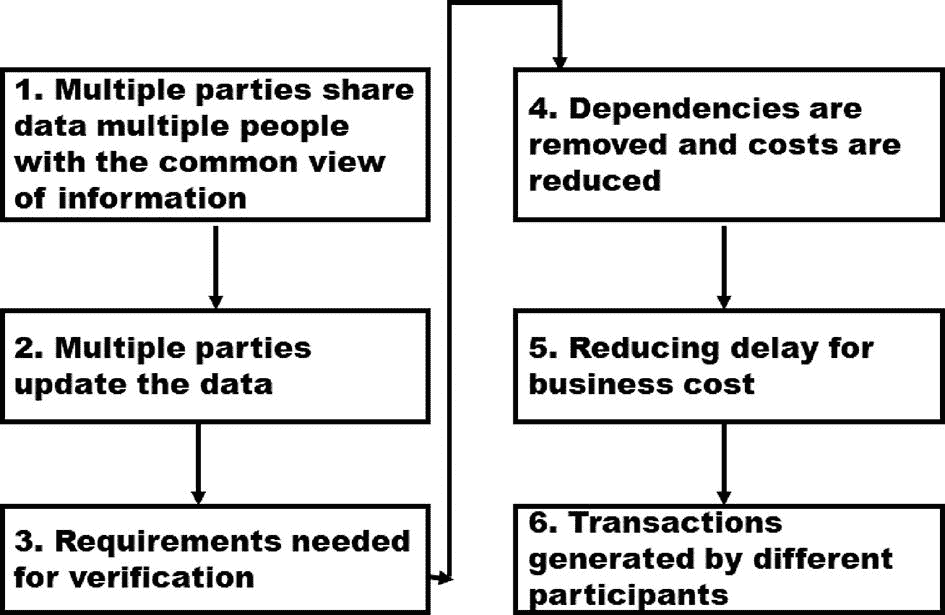 1. Multiple parties share
data multiple people
with the common view
of information
2. Multiple parties
update the data
3. Requirements needed
for verification
4. Dependencies are
removed and costs are
reduced
5. Reducing delay for
business cost
6. Transactions
generated by different
participants